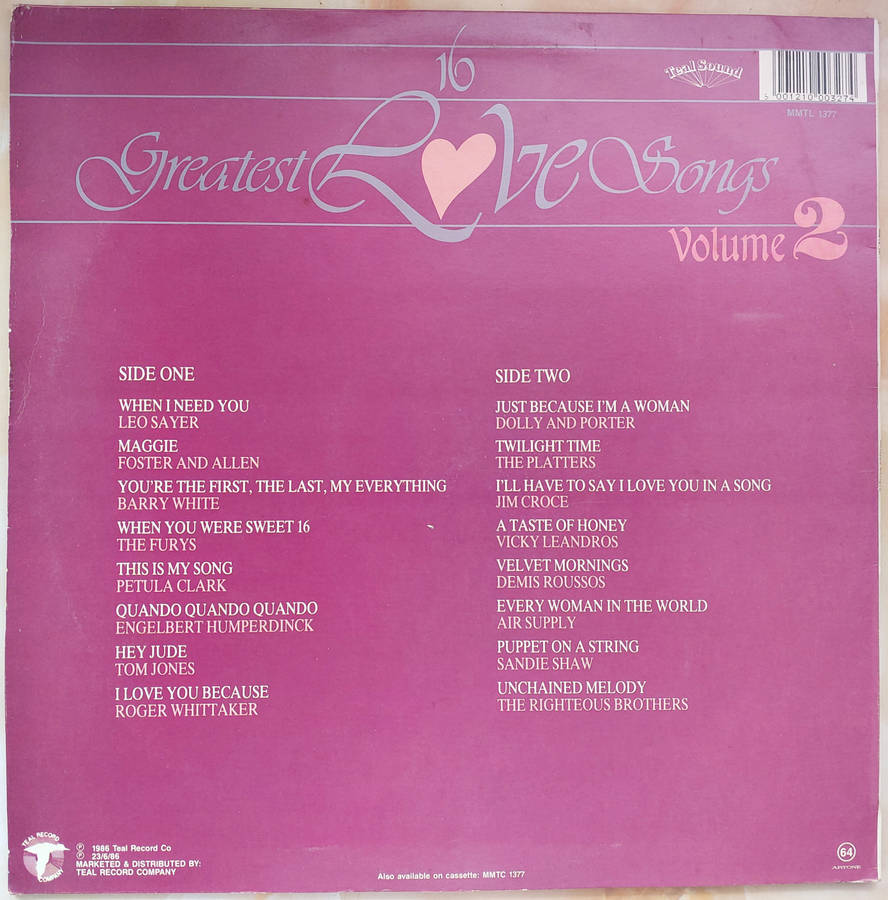 16
Teal Sound
5 001210 003274
MMTL 1377
Greatest Love Songs
Volume 2
SIDE ONE
WHEN I NEED YOU
LEO SAYER
MAGGIE
FOSTER AND ALLEN
YOU'RE THE FIRST, THE LAST, MY EVERYTHING
BARRY WHITE
WHEN YOU WERE SWEET 16
THE FURYS
THIS IS MY SONG
PETULA CLARK
QUANDO QUANDO QUANDO
ENGELBERT HUMPERDINCK
HEY JUDE
TOM JONES
I LOVE YOU BECAUSE
ROGER WHITTAKER
SIDE TWO
JUST BECAUSE I'M A WOMAN
DOLLY AND PORTER
TWILIGHT TIME
THE PLATTERS
I'LL HAVE TO SAY I LOVE YOU IN A SONG
JIM CROCE
A TASTE OF HONEY
VICKY LEANDROS
VELVET MORNINGS
DEMIS ROUSSOS
EVERY WOMAN IN THE WORLD
AIR SUPPLY
PUPPET ON A STRING
SANDIE SHAW
UNCHAINED MELODY
THE RIGHTEOUS BROTHERS
TEAL RECORD
COMPANY
℗ 1986 Teal Record Co
℗ 23/6/86
MARKETED & DISTRIBUTED BY:
TEAL RECORD COMPANY
Also available on cassette: MMTC 1377
64
ARTONE